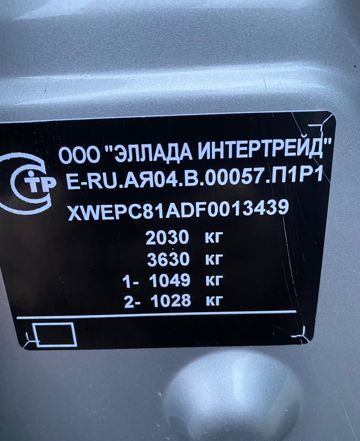 ООО "ЭЛЛАДА ИНТЕРТРЕЙД"
Е-RU.АЯ04.В.00057.П1Р1
XWEPC81ADF0013439
2030 кг
3630 кг
1- 1049 кг
2- 1028 кг